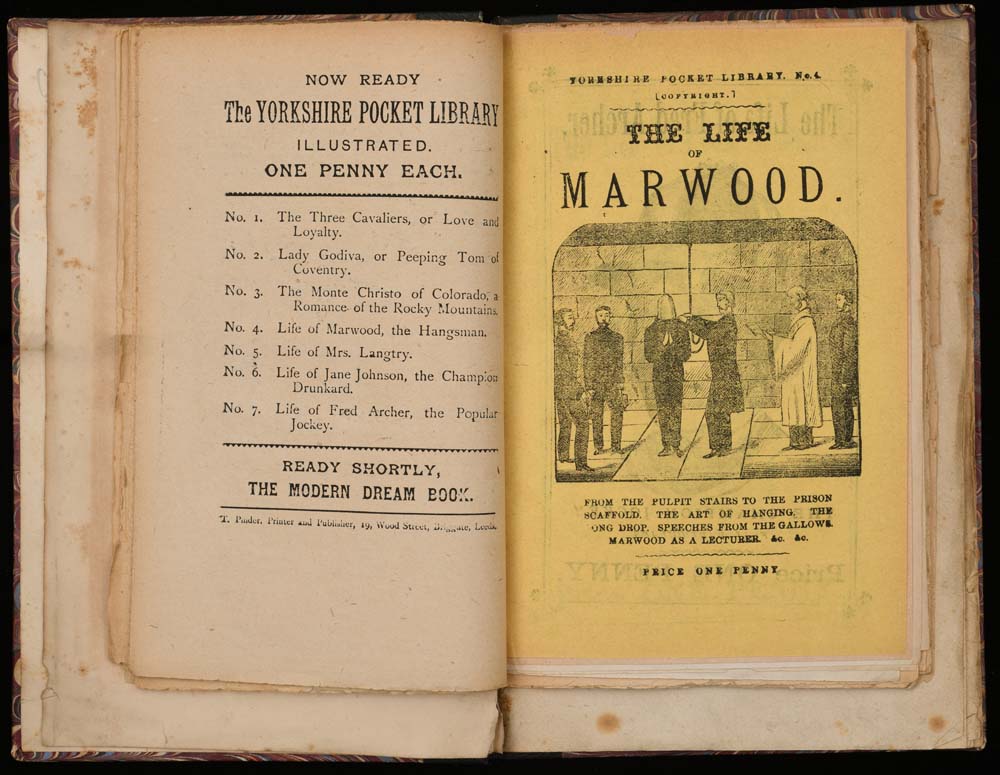 NOW READY
The YORKSHIRE POCKET LIBRARY
ILLUSTRATED.
ONE PENNY EACH.
No. 1. The Three Cavaliers, or Love and
Loyalty.
No. 2. Lady Godiva, or Peeping Tom of
Coventry.
No. 3. The Monte Christo of Colorado, a
Romance of the Rocky Mountains.
No. 4. Life of Marwood, the Hangsman.
No. 5. Life of Mrs. Langtry.
No. 6. Life of Jane Johnson, the Champion
Drunkard.
No. 7. Life of Fred Archer, the Popular
Jockey.
READY SHORTLY,
THE MODERN DREAM BOOK.
T. Pinder, Printer and Publisher, 19, Wood Street, Briggate, Leeds.
YORKSHIRE POCKET LIBRARY. No. 4.
[COPYRIGHT.]
THE LIFE
OF
MARWOOD.
FROM THE PULPIT STAIRS TO THE PRISON
SCAFFOLD. THE ART OF HANGING. THE
ONG DROP. SPEECHES FROM THE GALLOWS.
MARWOOD AS A LECTURER. &c. &c.
PRICE ONE PENNY